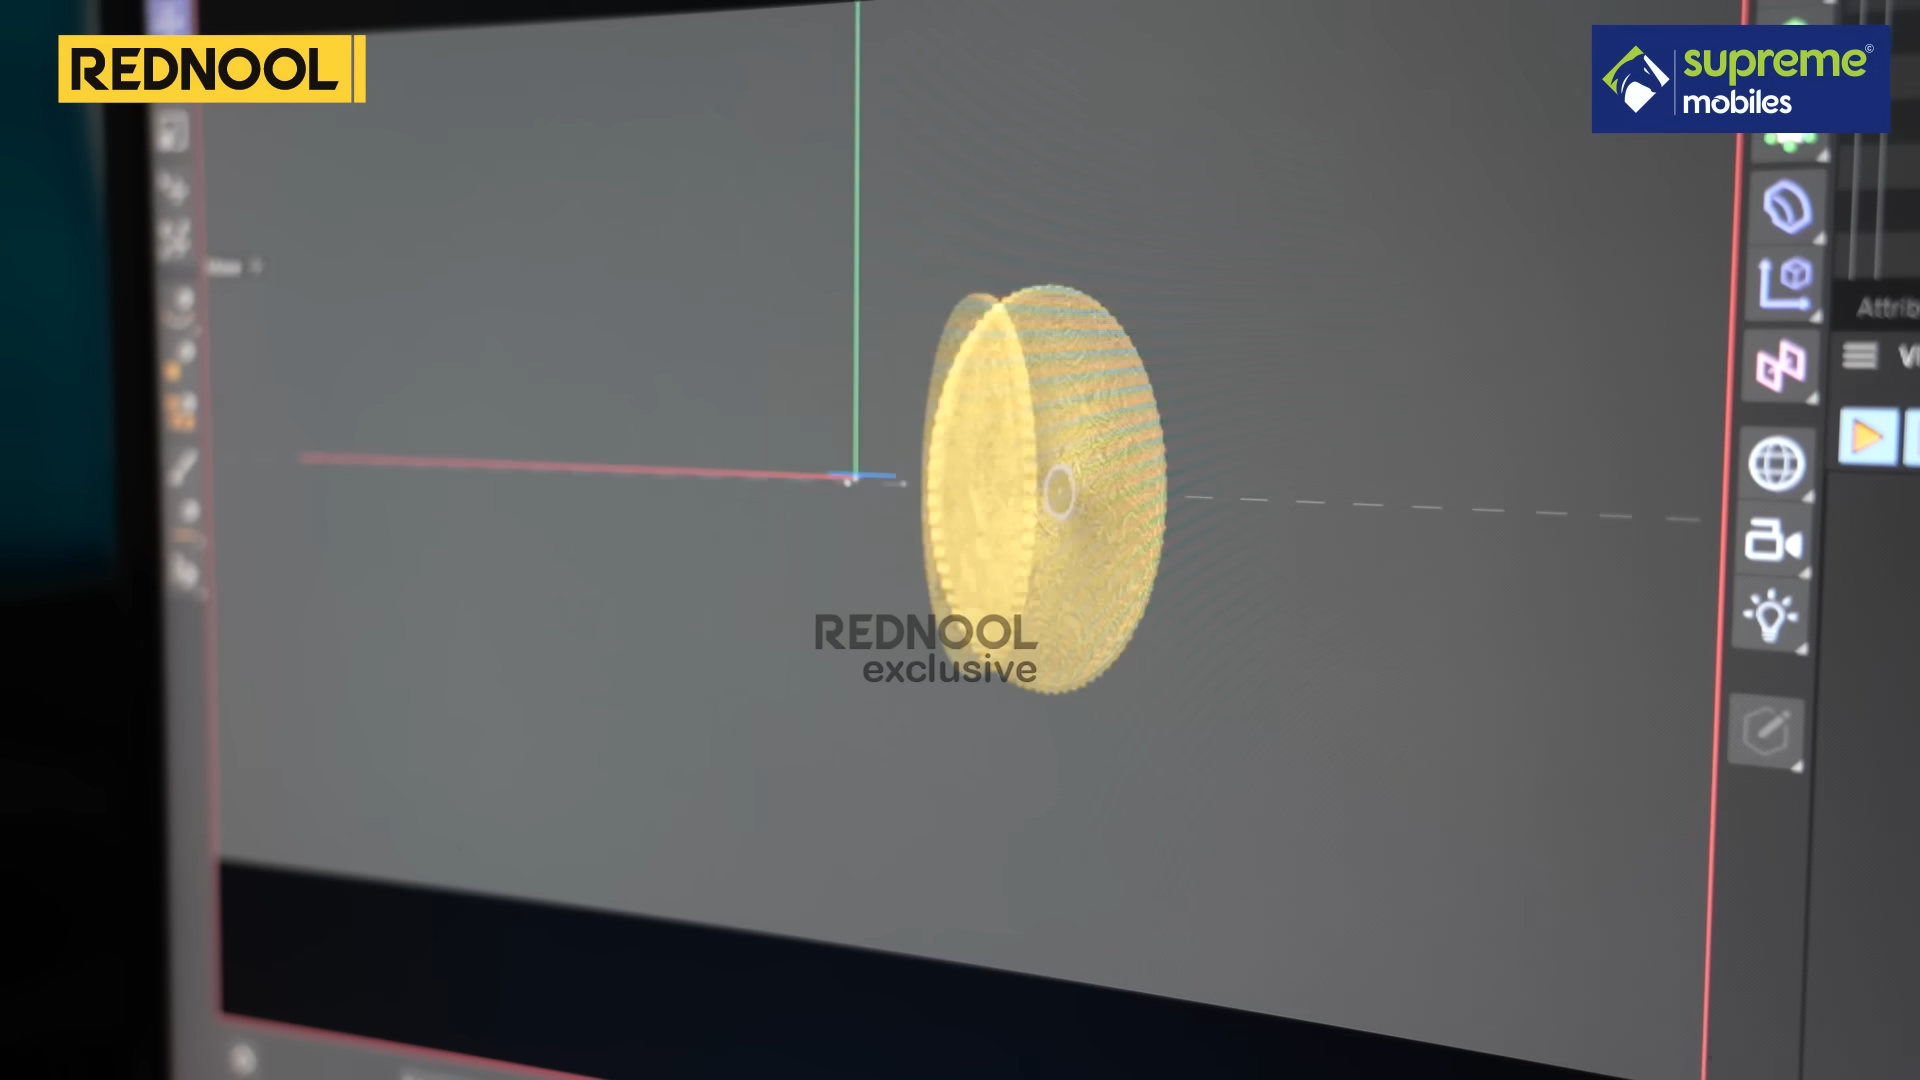 REDNOOL
supreme©
mobiles
Attrib
REDNOOL
exclusive